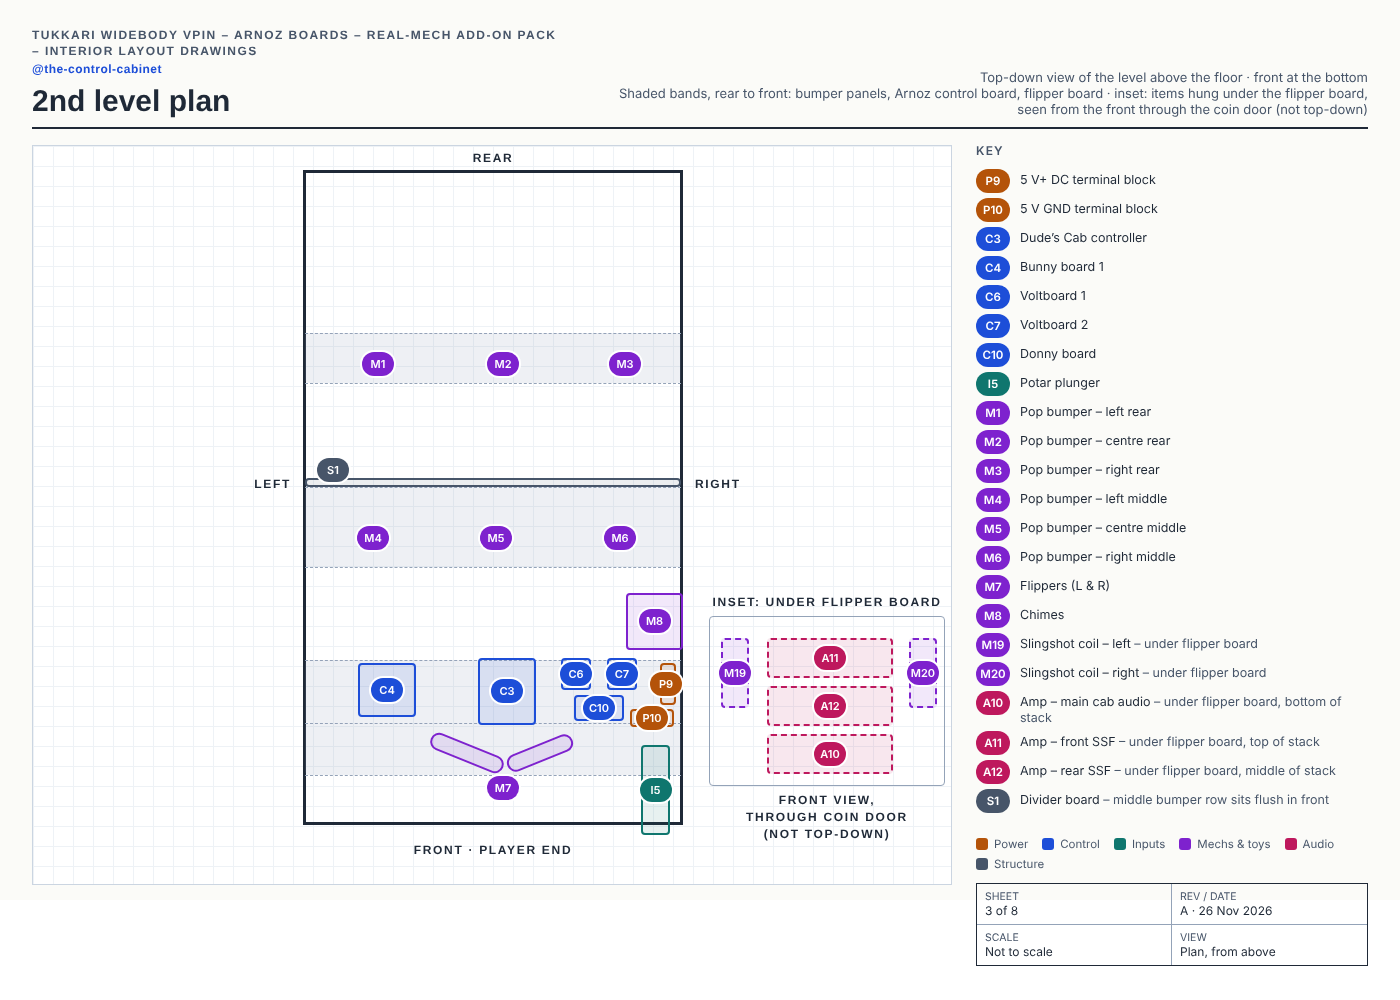 TUKKARI WIDEBODY VPIN – ARNOZ BOARDS – REAL-MECH ADD-ON PACK
– INTERIOR LAYOUT DRAWINGS
@the-control-cabinet
2nd level plan
Top-down view of the level above the floor · front at the bottom
Shaded bands, rear to front: bumper panels, Arnoz control board, flipper board · inset: items hung under the flipper board,
seen from the front through the coin door (not top-down)
REAR
M1 M2 M3
S1
LEFT
RIGHT
M4 M5 M6
M8
C4 C3 C6 C7 P9
C10 P10
M7
I5
FRONT · PLAYER END
INSET: UNDER FLIPPER BOARD
M19 A11 M20
A12
A10
FRONT VIEW,
THROUGH COIN DOOR
(NOT TOP-DOWN)
KEY
P9 5 V+ DC terminal block
P10 5 V GND terminal block
C3 Dude’s Cab controller
C4 Bunny board 1
C6 Voltboard 1
C7 Voltboard 2
C10 Donny board
I5 Potar plunger
M1 Pop bumper – left rear
M2 Pop bumper – centre rear
M3 Pop bumper – right rear
M4 Pop bumper – left middle
M5 Pop bumper – centre middle
M6 Pop bumper – right middle
M7 Flippers (L & R)
M8 Chimes
M19 Slingshot coil – left – under flipper board
M20 Slingshot coil – right – under flipper board
A10 Amp – main cab audio – under flipper board, bottom of
stack
A11 Amp – front SSF – under flipper board, top of stack
A12 Amp – rear SSF – under flipper board, middle of stack
S1 Divider board – middle bumper row sits flush in front
Power Control Inputs Mechs & toys Audio
Structure
SHEET
3 of 8
REV / DATE
A · 26 Nov 2026
SCALE
Not to scale
VIEW
Plan, from above